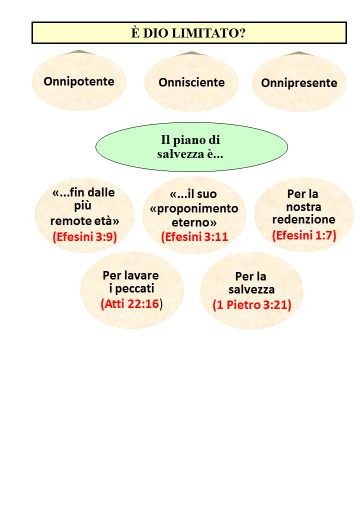 È DIO LIMITATO?
Onnipotente
Onnisciente
Onnipresente
Il piano di
salvezza è...
«...fin dalle
più
remote età»
(Efesini 3:9)
«...il suo
«proponimento
eterno»
(Efesini 3:11
Per la
nostra
redenzione
(Efesini 1:7)
Per lavare
i peccati
(Atti 22:16)
Per la
salvezza
(1 Pietro 3:21)